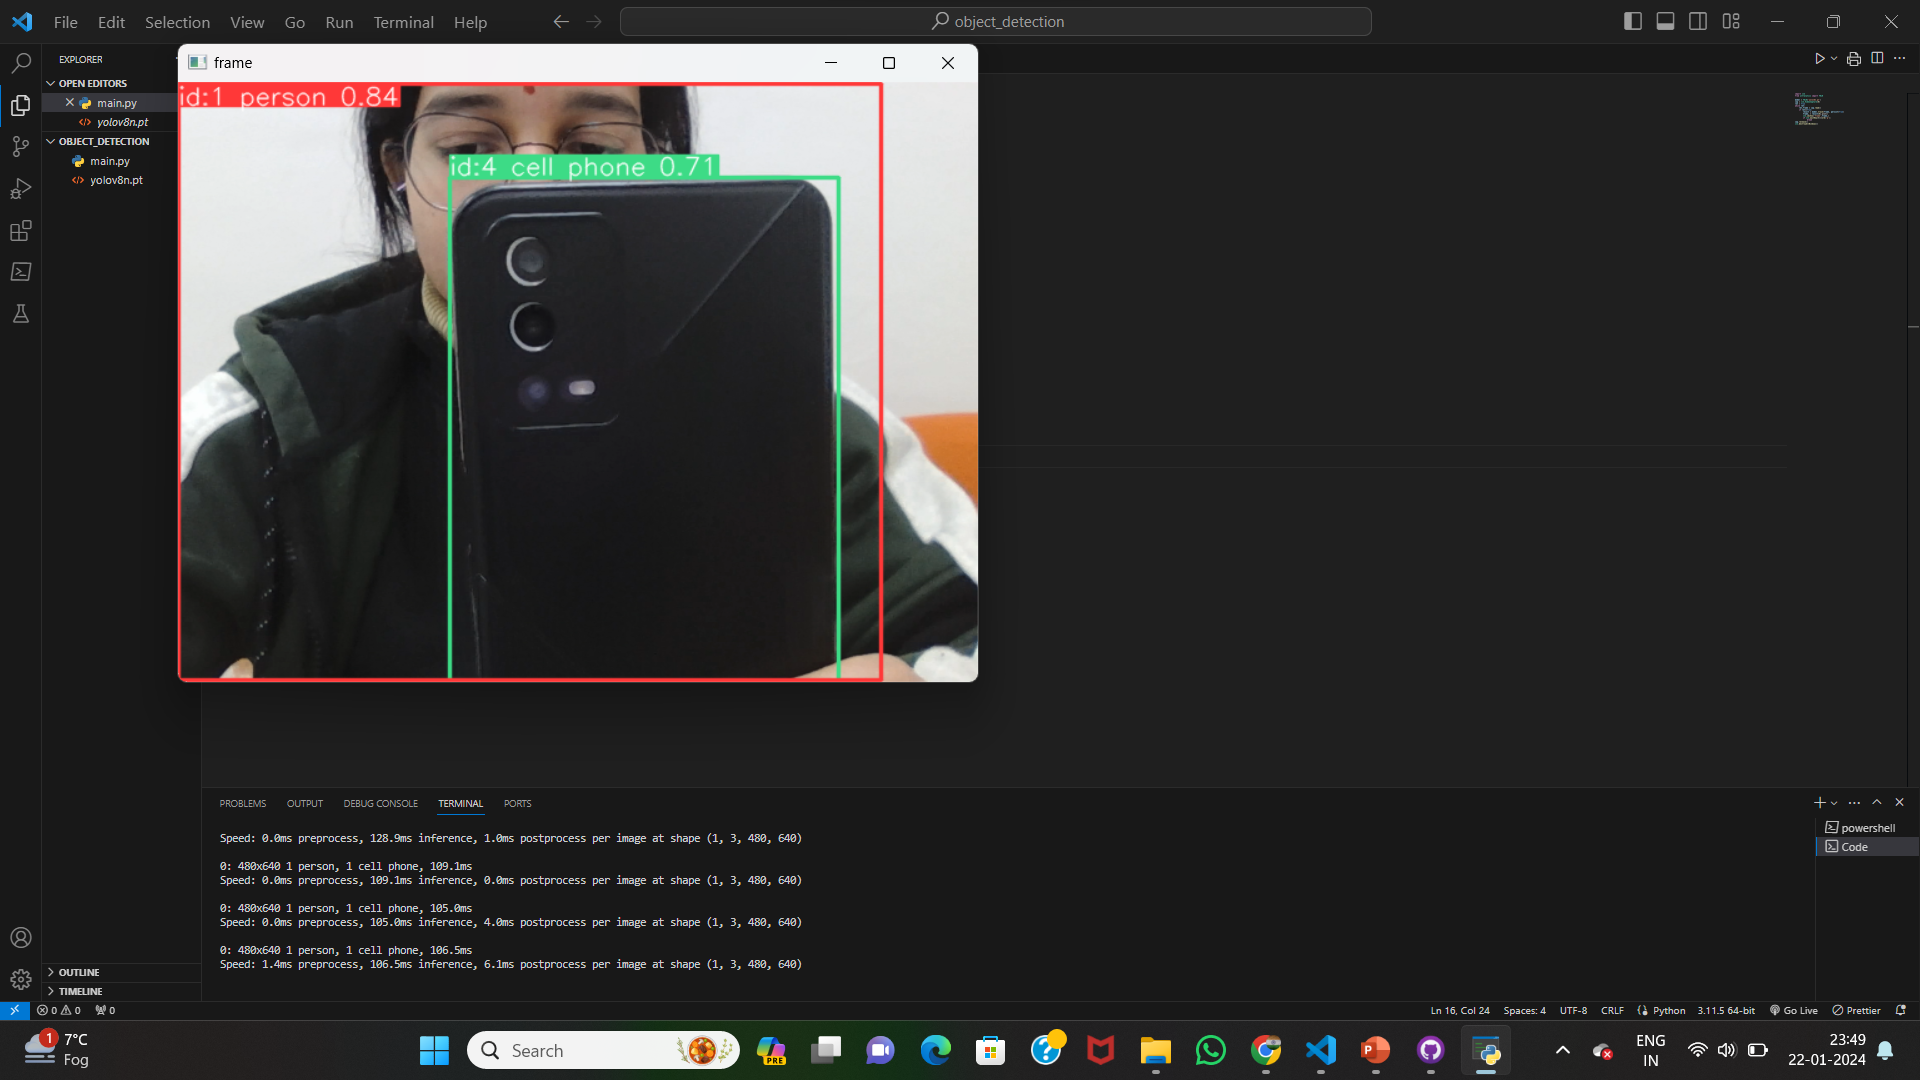 File Edit Selection View Go Run Terminal Help
object_detection
EXPLORER
OPEN EDITORS
main.py
yolov8n.pt
OBJECT_DETECTION
main.py
yolov8n.pt
OUTLINE
TIMELINE
frame
id:1 person 0.84
id:4 cell phone 0.71
PROBLEMS OUTPUT DEBUG CONSOLE TERMINAL PORTS
Speed: 0.0ms preprocess, 128.9ms inference, 1.0ms postprocess per image at shape (1, 3, 480, 640)
0: 480x640 1 person, 1 cell phone, 109.1ms
Speed: 0.0ms preprocess, 109.1ms inference, 0.0ms postprocess per image at shape (1, 3, 480, 640)
0: 480x640 1 person, 1 cell phone, 105.0ms
Speed: 0.0ms preprocess, 105.0ms inference, 4.0ms postprocess per image at shape (1, 3, 480, 640)
0: 480x640 1 person, 1 cell phone, 106.5ms
Speed: 1.4ms preprocess, 106.5ms inference, 6.1ms postprocess per image at shape (1, 3, 480, 640)
powershell
Code
0 0 0
Ln 16, Col 24 Spaces: 4 UTF-8 CRLF Python 3.11.5 64-bit Go Live Prettier
1 7°C
Fog
Search
PRE
ENG
IN
23:49
22-01-2024